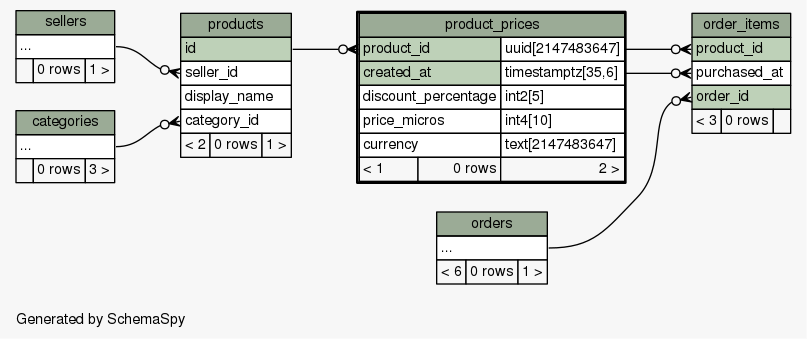 sellers
...
0 rows 1 >
categories
...
0 rows 3 >
products
id
seller_id
display_name
category_id
< 2 0 rows 1 >
product_prices
product_id uuid[2147483647]
created_at timestamptz[35,6]
discount_percentage int2[5]
price_micros int4[10]
currency text[2147483647]
< 1 0 rows 2 >
order_items
product_id
purchased_at
order_id
< 3 0 rows
orders
...
< 6 0 rows 1 >
Generated by SchemaSpy